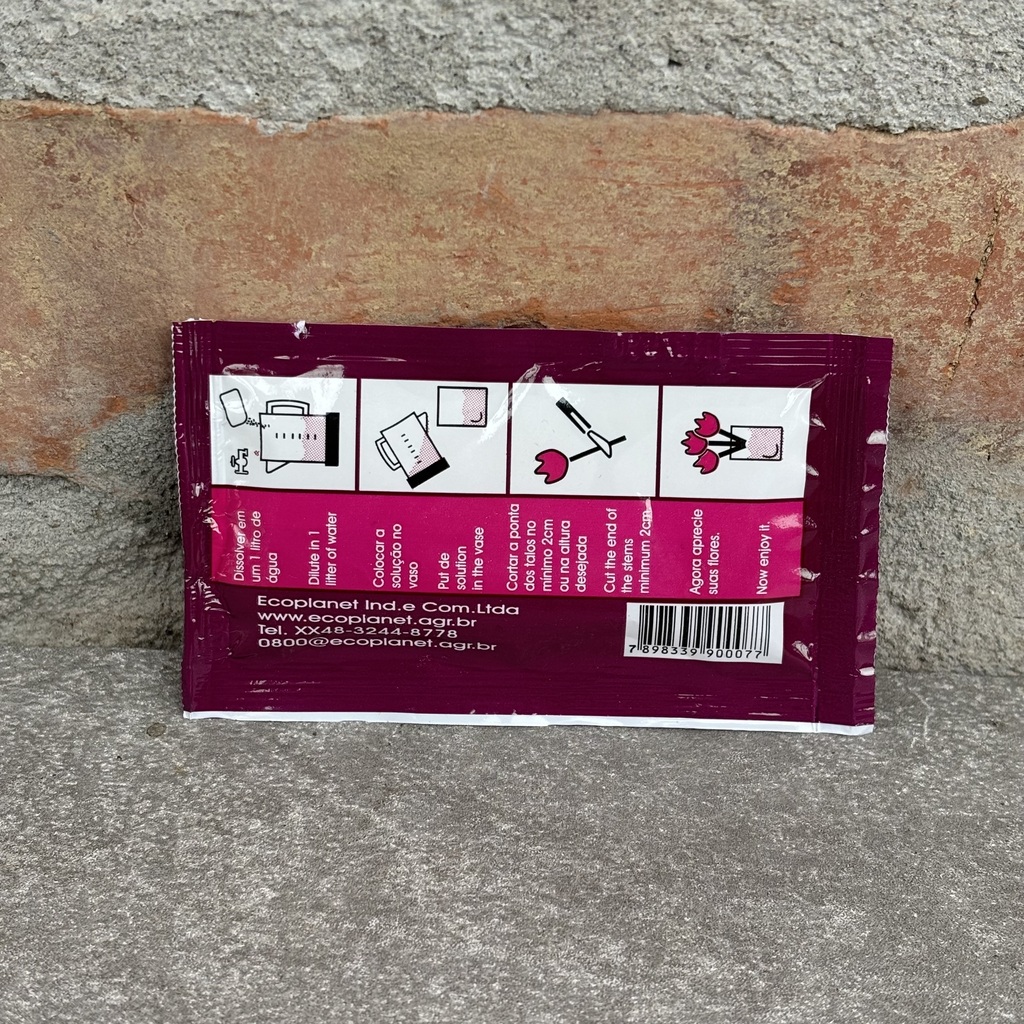 Dissolver em
um 1 litro de
água
Dilute in 1
litter of water
Colocar a
solução no
vaso
Put de
solution
in the vase
Cortar a ponta
dos talos no
mínimo 2cm
ou na altura
desejada
Cut the end of
the stems
minimum 2cm
Agora aprecie
suas flores.
Now enjoy it.
Ecoplanet Ind.e Com.Ltda
www.ecoplanet.agr.br
Tel. XX48-3244-8778
0800@ecoplanet.agr.br
7 898339 900077